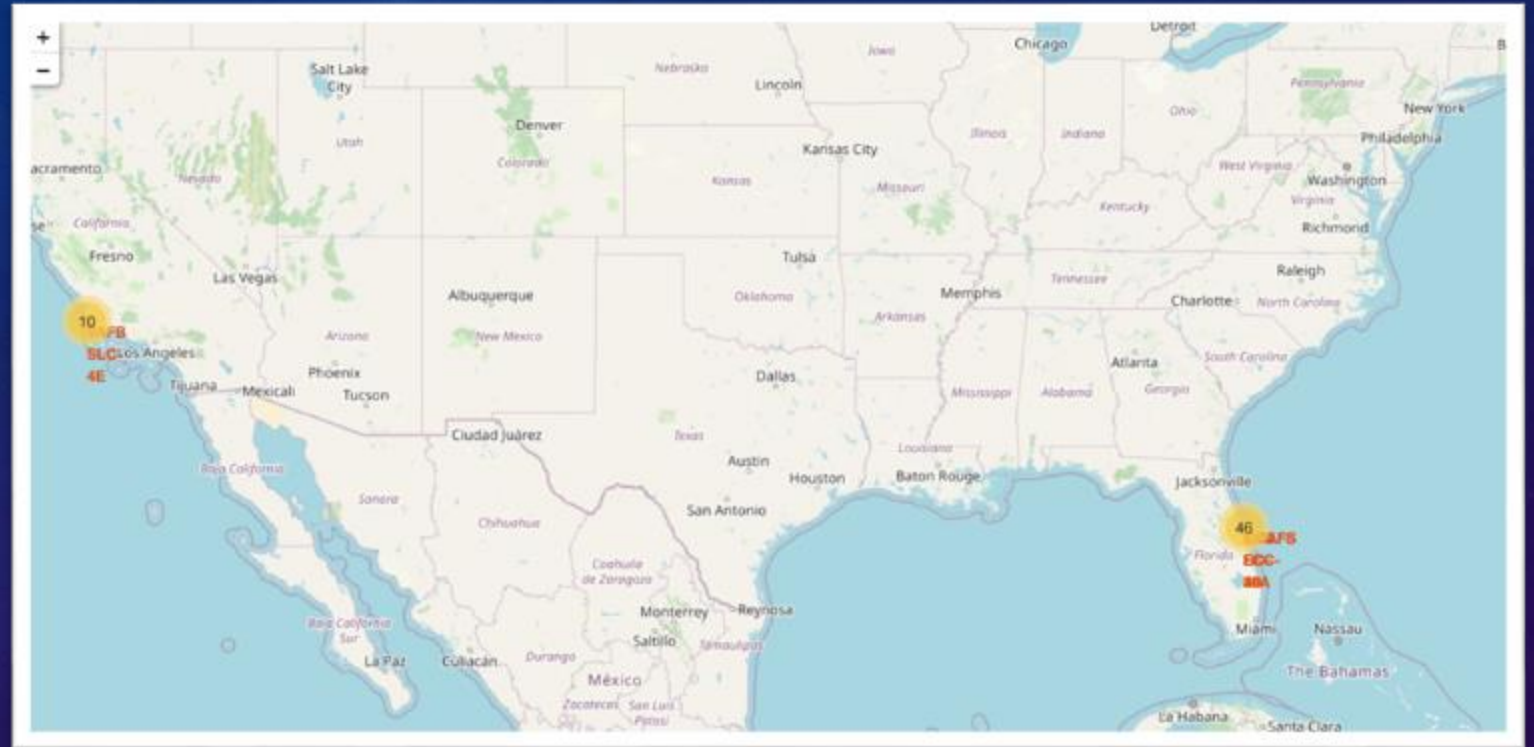 +
−
Detroit
Chicago
Iowa
Salt Lake
City
Nebraska
Lincoln
Pennsylvania
New York
Ohio
Denver
Illinois
Indiana
Philadelphia
Utah
Kansas City
Colorado
West Virginia
acramento
Nevada
Kansas
Missouri
Washington
Virginia
Kentucky
California
Richmond
Fresno
Tulsa
Las Vegas
Raleigh
Tennessee
Albuquerque
Oklahoma
Memphis
Charlotte
North Carolina
Arkansas
10
Arizona
New Mexico
SLC
Los Angeles
South Carolina
Atlanta
Phoenix
Dallas
4E
Tijuana
Mexicali
Tucson
Mississippi
Alabama
Georgia
Ciudad Juárez
Texas
Louisiana
Austin
Baja California
Houston
Baton Rouge
Jacksonville
Sonora
San Antonio
Chihuahua
46
Florida
Coahuila
de Zaragoza
Monterrey
Reynosa
Baja California
Sur
Saltillo
Tamaulipas
Miami
Nassau
La Paz
Culiacán
Durango
México
The Bahamas
Zacatecas
San Luis
Potosí
La Habana
Santa Clara